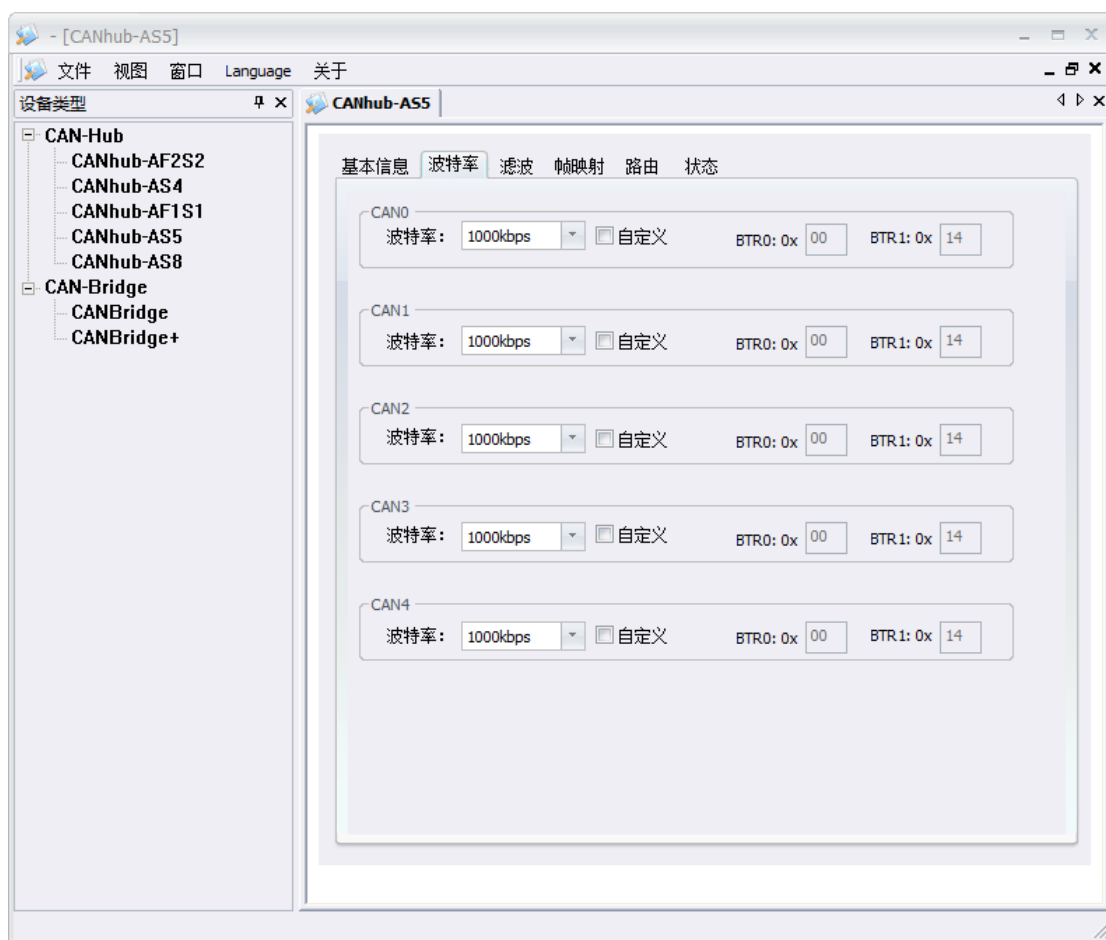 - [CANhub-AS5]
文件 视图 窗口 Language 关于
设备类型
CAN-Hub
CANhub-AF2S2
CANhub-AS4
CANhub-AF1S1
CANhub-AS5
CANhub-AS8
CAN-Bridge
CANBridge
CANBridge+
CANhub-AS5
基本信息 波特率 滤波 帧映射 路由 状态
CAN0
波特率: 1000kbps 自定义 BTR0: 0x 00 BTR1: 0x 14
CAN1
波特率: 1000kbps 自定义 BTR0: 0x 00 BTR1: 0x 14
CAN2
波特率: 1000kbps 自定义 BTR0: 0x 00 BTR1: 0x 14
CAN3
波特率: 1000kbps 自定义 BTR0: 0x 00 BTR1: 0x 14
CAN4
波特率: 1000kbps 自定义 BTR0: 0x 00 BTR1: 0x 14